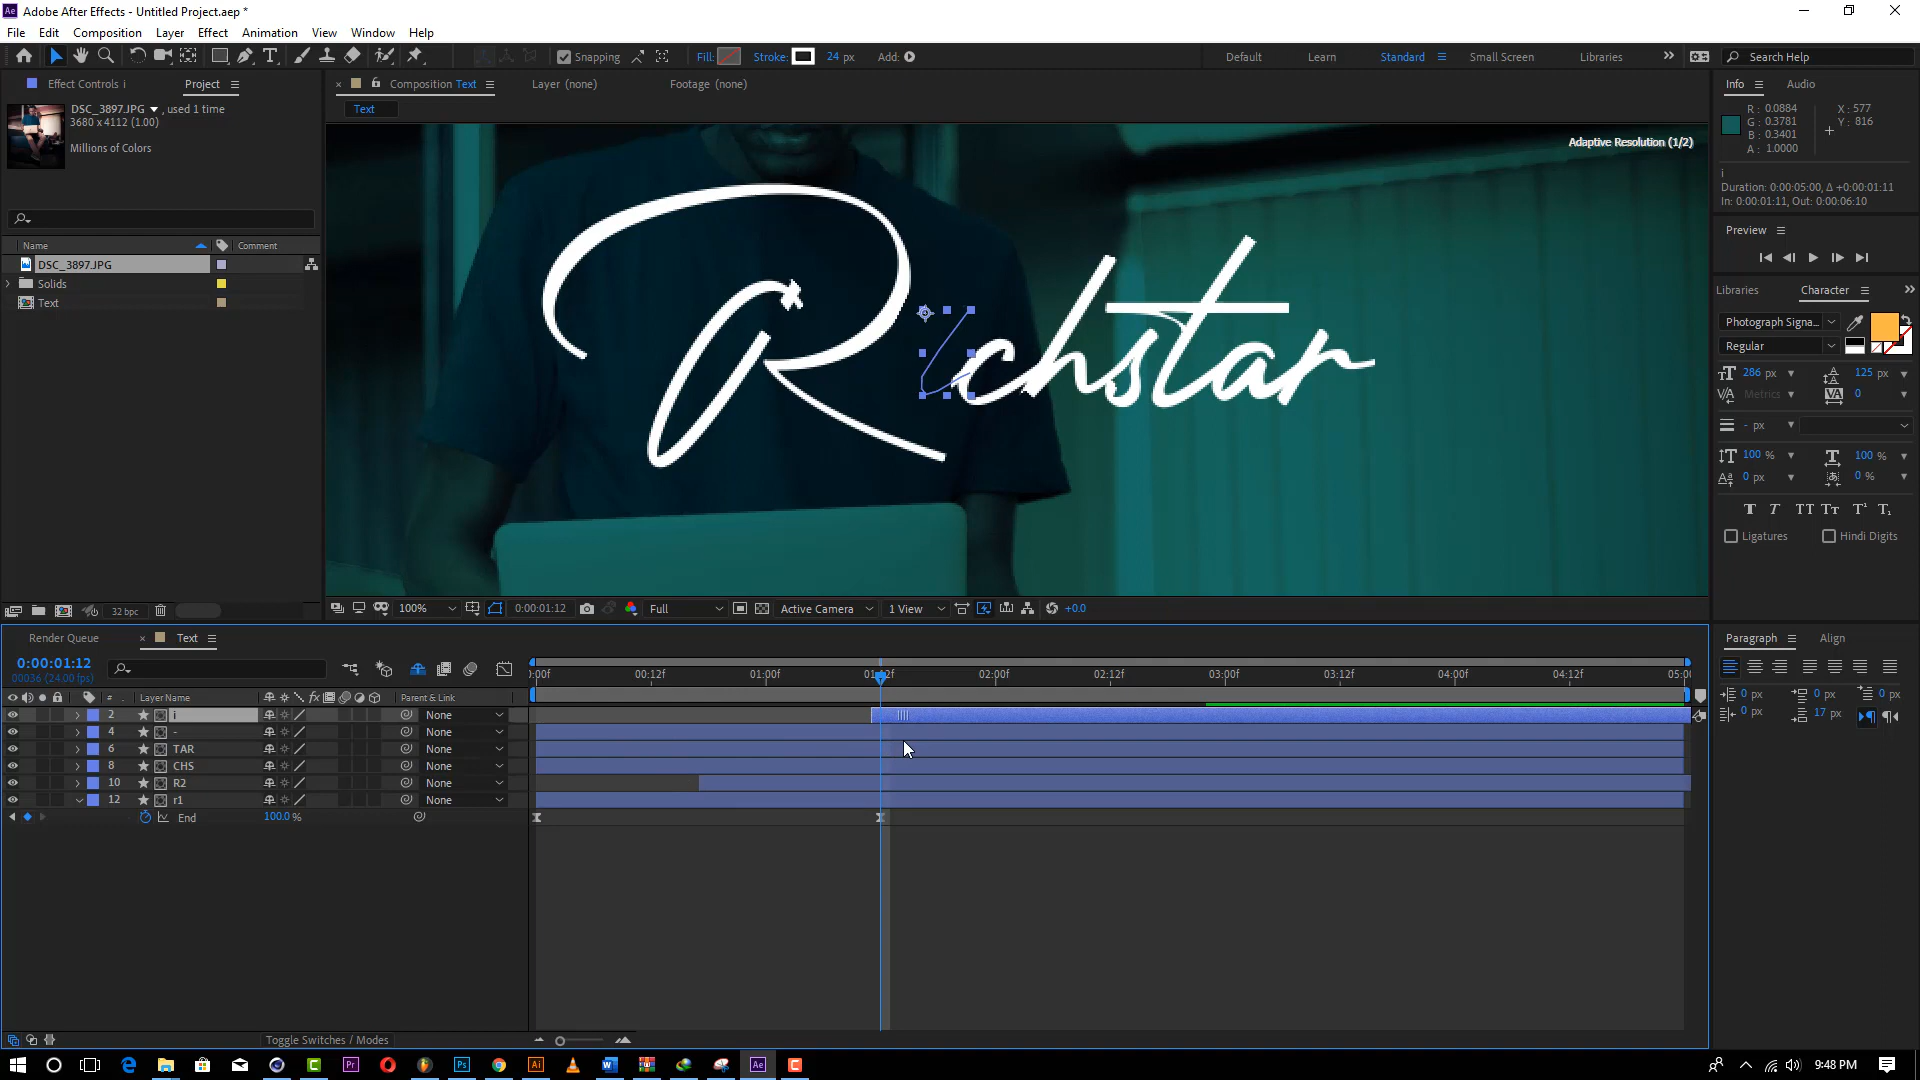 Adobe After Effects - Untitled Project.aep *
File Edit Composition Layer Effect Animation View Window Help
Snapping Fill: Stroke: 24 px Add: Default Learn Standard Small Screen Libraries Search Help
Effect Controls i Project
Composition Text Layer (none) Footage (none)
Info Audio
Text
DSC_3897.JPG , used 1 time
3680 x 4112 (1.00)
Millions of Colors
R : 0.0884 X : 577
G : 0.3781 Y : 816
B : 0.3401
A : 1.0000
Adaptive Resolution (1/2)
i
Duration: 0:00:05:00, Δ +0:00:01:11
In: 0:00:01:11, Out: 0:00:06:10
Preview
Name Comment
DSC_3897.JPG
Solids
Text
Richstar
Libraries Character
Photograph Signa...
Regular
286 px 125 px
Metrics 0
- px
100 % 100 %
0 px 0 %
Ligatures Hindi Digits
32 bpc
100% 0:00:01:12 Full Active Camera 1 View +0.0
Render Queue Text
Paragraph Align
0:00:01:12
00036 (24.00 fps)
:00f 00:12f 01:00f 01:12f 02:00f 02:12f 03:00f 03:12f 04:00f 04:12f 05:00
# Layer Name Parent & Link
2 i None
4 - None
6 TAR None
8 CHS None
10 R2 None
12 r1 None
End 100.0 %
0 px 0 px 0 px
0 px 17 px
Toggle Switches / Modes
9:48 PM